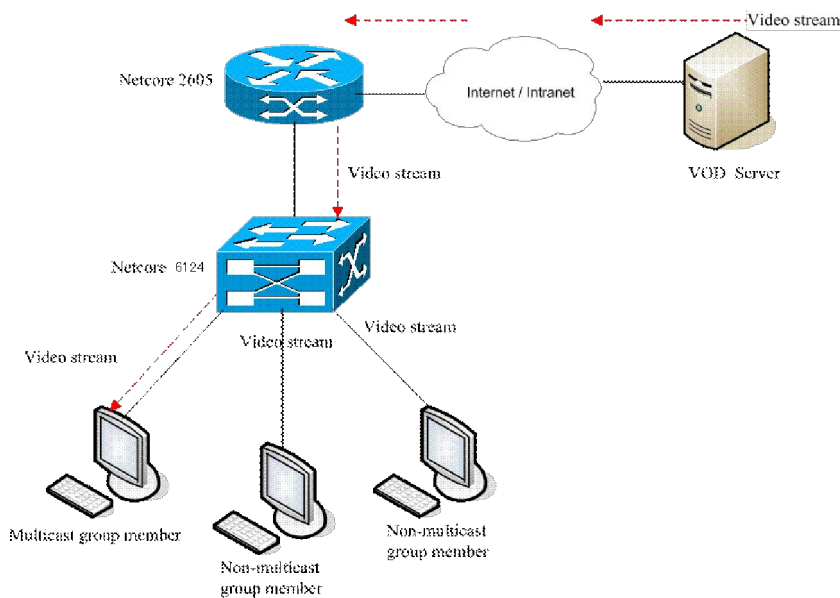 Video stream
Netcore 2605
Internet / Intranet
Video stream
VOD Server
Netcore 6124
Video stream
Video stream
Video stream
Multicast group member
Non-multicast
group member
Non-multicast
group member